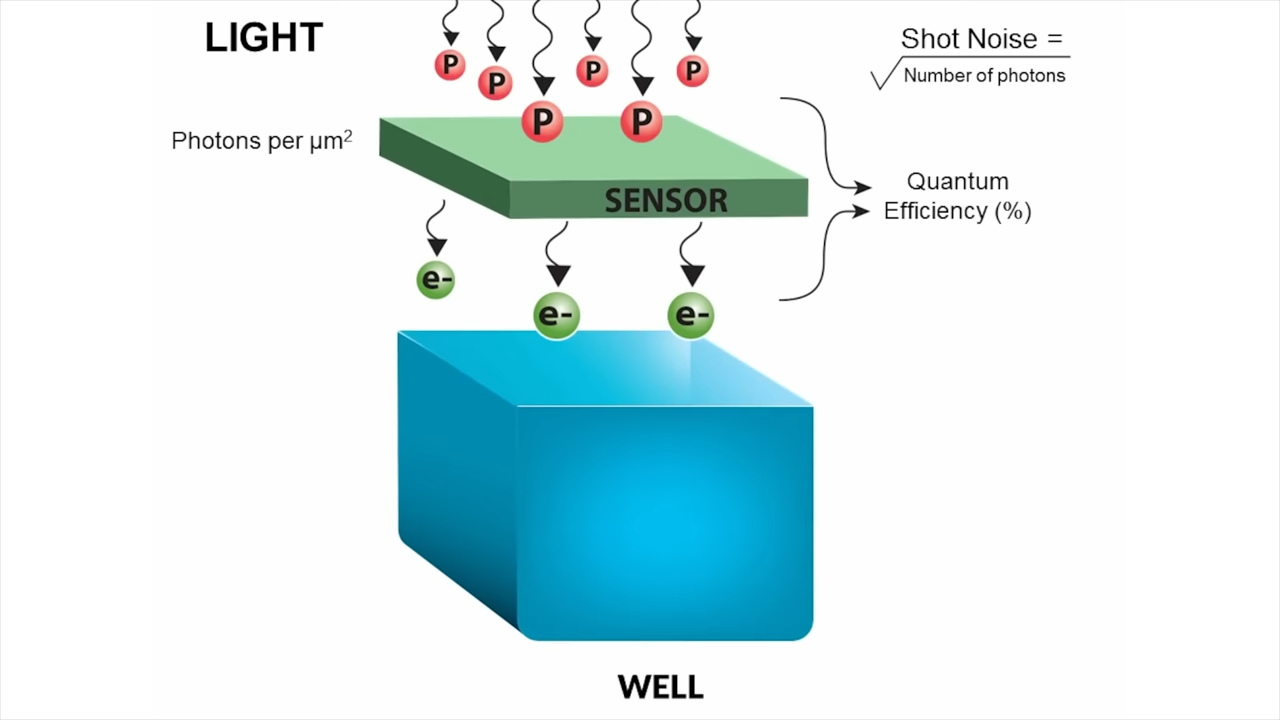 LIGHT
Shot Noise =
√Number of photons
P P P P P P
Photons per µm²
SENSOR
Quantum
Efficiency (%)
e- e- e-
WELL